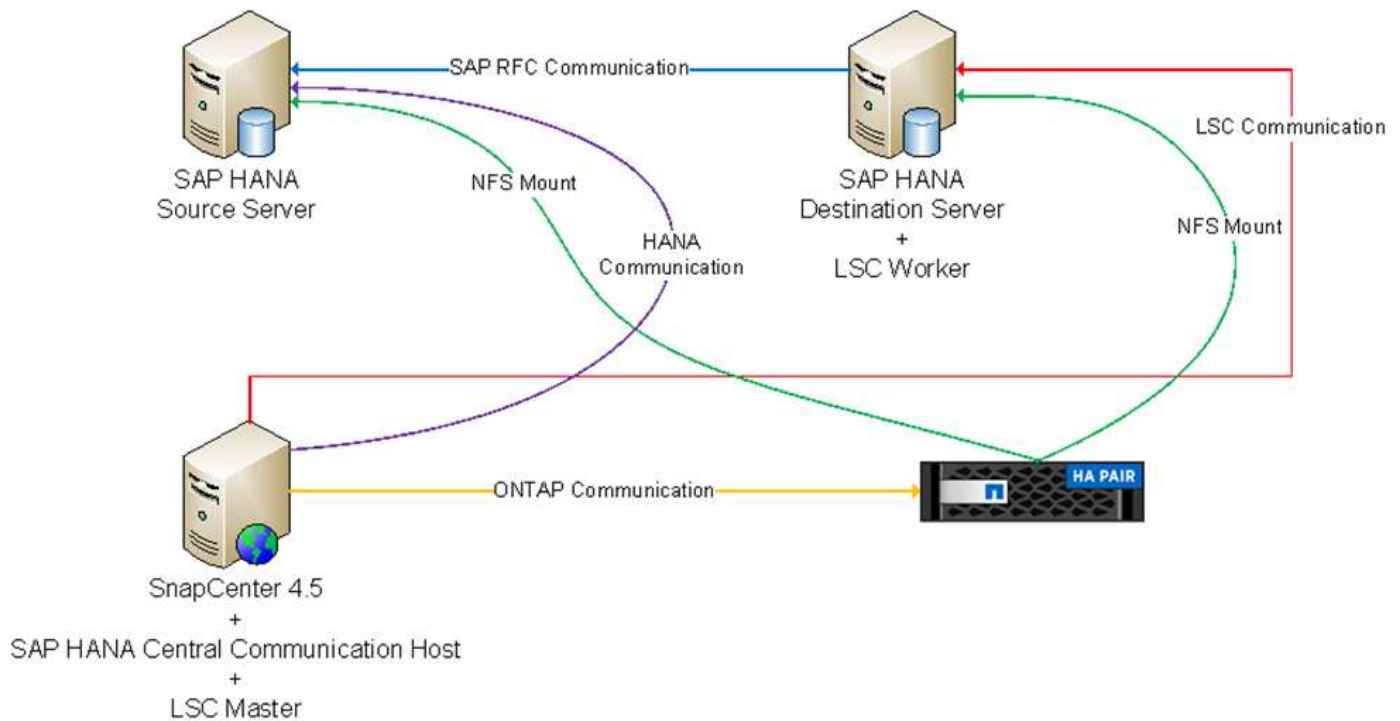 SAP RFC Communication
LSC Communication
SAP HANA
Source Server
NFS Mount
SAP HANA
Destination Server
+
LSC Worker
NFS Mount
HANA
Communication
HA PAIR
ONTAP Communication
SnapCenter 4.5
+
SAP HANA Central Communication Host
+
LSC Master